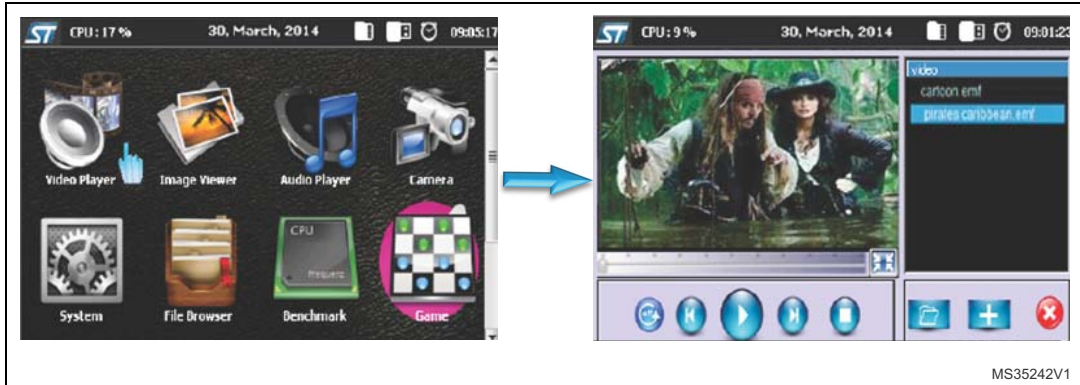 ST CPU: 17 % 30, March, 2014 09:05:17
Video Player Image Viewer Audio Player Camera
CPU
System File Browser Benchmark Game
ST CPU: 9 % 30, March, 2014 09:01:23
video
cartoon.emf
pirates caribbean.emf
MS35242V1